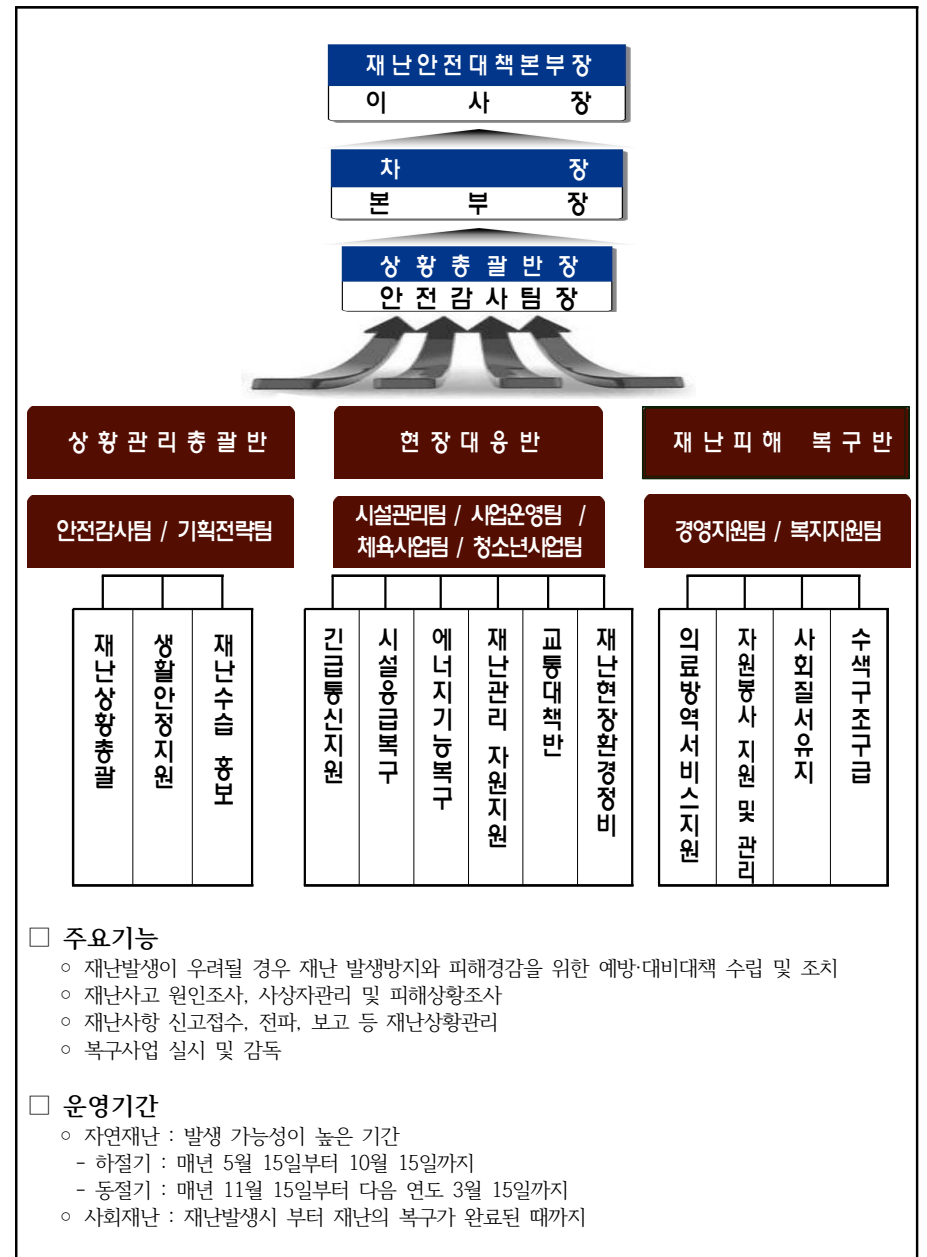 재난안전대책본부장
이 사 장
차 장
본 부 장
상황총괄반장
안전감사팀장
상황관리총괄반
현장대응반
재난피해 복구반
안전감사팀 / 기획전략팀
시설관리팀 / 사업운영팀 /
체육사업팀 / 청소년사업팀
경영지원팀 / 복지지원팀
재난상황총괄
생활안정지원
재난수습 홍보
긴급통신지원
시설응급복구
에너지기능복구
재난관리 자원지원
교통대책반
재난현장환경정비
의료방역서비스지원
자원봉사 지원 및 관리
사회질서유지
수색구조구급
□ 주요기능
○ 재난발생이 우려될 경우 재난 발생방지와 피해경감을 위한 예방·대비대책 수립 및 조치
○ 재난사고 원인조사, 사상자관리 및 피해상황조사
○ 재난사항 신고접수, 전파, 보고 등 재난상황관리
○ 복구사업 실시 및 감독
□ 운영기간
○ 자연재난 : 발생 가능성이 높은 기간
- 하절기 : 매년 5월 15일부터 10월 15일까지
- 동절기 : 매년 11월 15일부터 다음 연도 3월 15일까지
○ 사회재난 : 재난발생시 부터 재난의 복구가 완료된 때까지